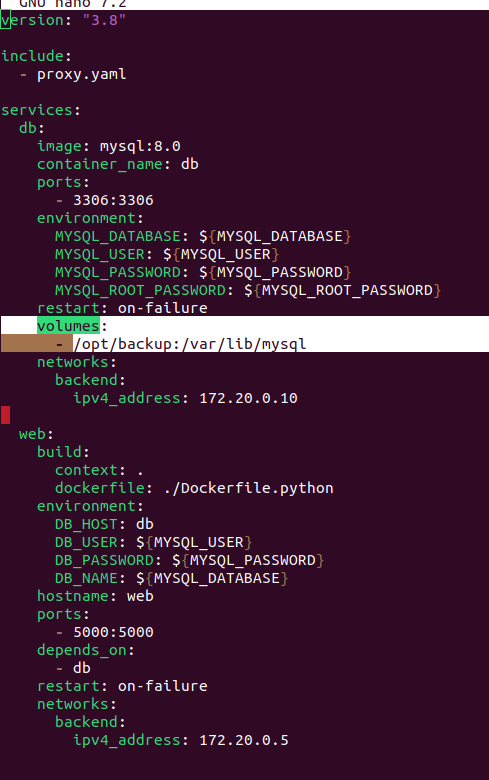 GNU nano 7.2
version: "3.8"
include:
  - proxy.yaml
services:
  db:
    image: mysql:8.0
    container_name: db
    ports:
      - 3306:3306
    environment:
      MYSQL_DATABASE: ${MYSQL_DATABASE}
      MYSQL_USER: ${MYSQL_USER}
      MYSQL_PASSWORD: ${MYSQL_PASSWORD}
      MYSQL_ROOT_PASSWORD: ${MYSQL_ROOT_PASSWORD}
    restart: on-failure
    volumes:
      - /opt/backup:/var/lib/mysql
    networks:
      backend:
        ipv4_address: 172.20.0.10
  web:
    build:
      context: .
      dockerfile: ./Dockerfile.python
    environment:
      DB_HOST: db
      DB_USER: ${MYSQL_USER}
      DB_PASSWORD: ${MYSQL_PASSWORD}
      DB_NAME: ${MYSQL_DATABASE}
    hostname: web
    ports:
      - 5000:5000
    depends_on:
      - db
    restart: on-failure
    networks:
      backend:
        ipv4_address: 172.20.0.5